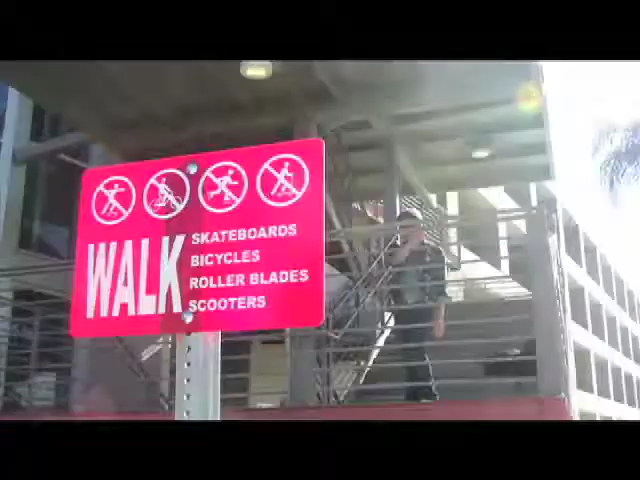 WALK
SKATEBOARDS
BICYCLES
ROLLER BLADES
SCOOTERS